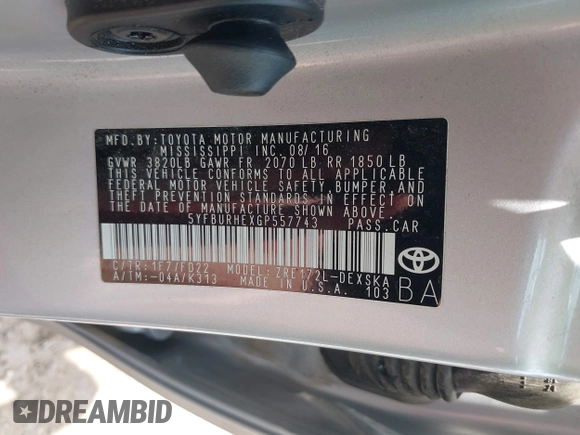 MFD.BY:TOYOTA MOTOR MANUFACTURING
MISSISSIPPI INC. 08/16
GVWR 3820LB GAWR FR 2070 LB RR 1850 LB
THIS VEHICLE CONFORMS TO ALL APPLICABLE
FEDERAL MOTOR VEHICLE SAFETY, BUMPER, AND
THEFT PREVENTION STANDARDS IN EFFECT ON
THE DATE OF MANUFACTURE SHOWN ABOVE.
5YFBURHEXGP557743 PASS.CAR
C/TR: 1F7/FD22 MODEL: ZRE172L-DEXSKA
A/TM:-04A/K313 MADE IN U.S.A. 103
BA
DREAMBID